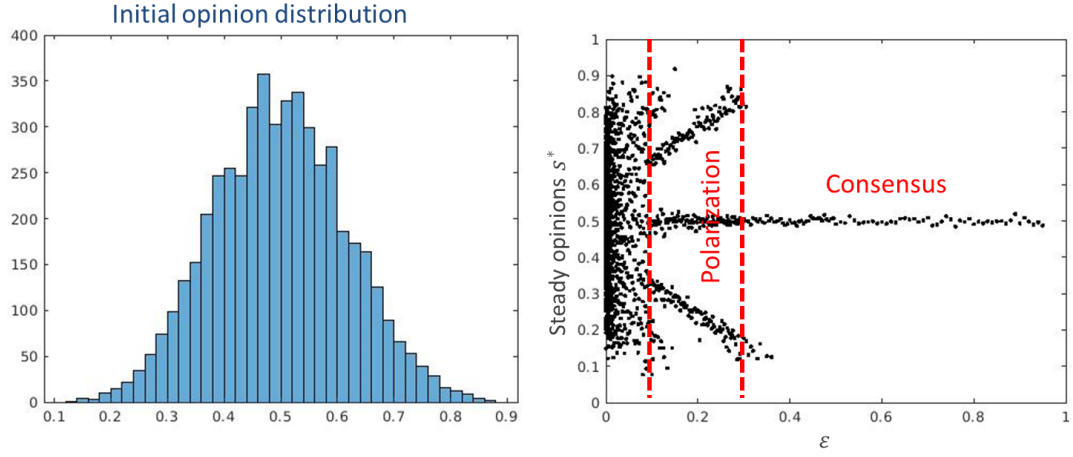 Initial opinion distribution
400
350
300
250
200
150
100
50
0
0.1 0.2 0.3 0.4 0.5 0.6 0.7 0.8 0.9
Steady opinions s*
1
0.9
0.8
0.7
0.6
0.5
0.4
0.3
0.2
0.1
0
Polarization
Consensus
0 0.2 0.4 0.6 0.8 1
ε